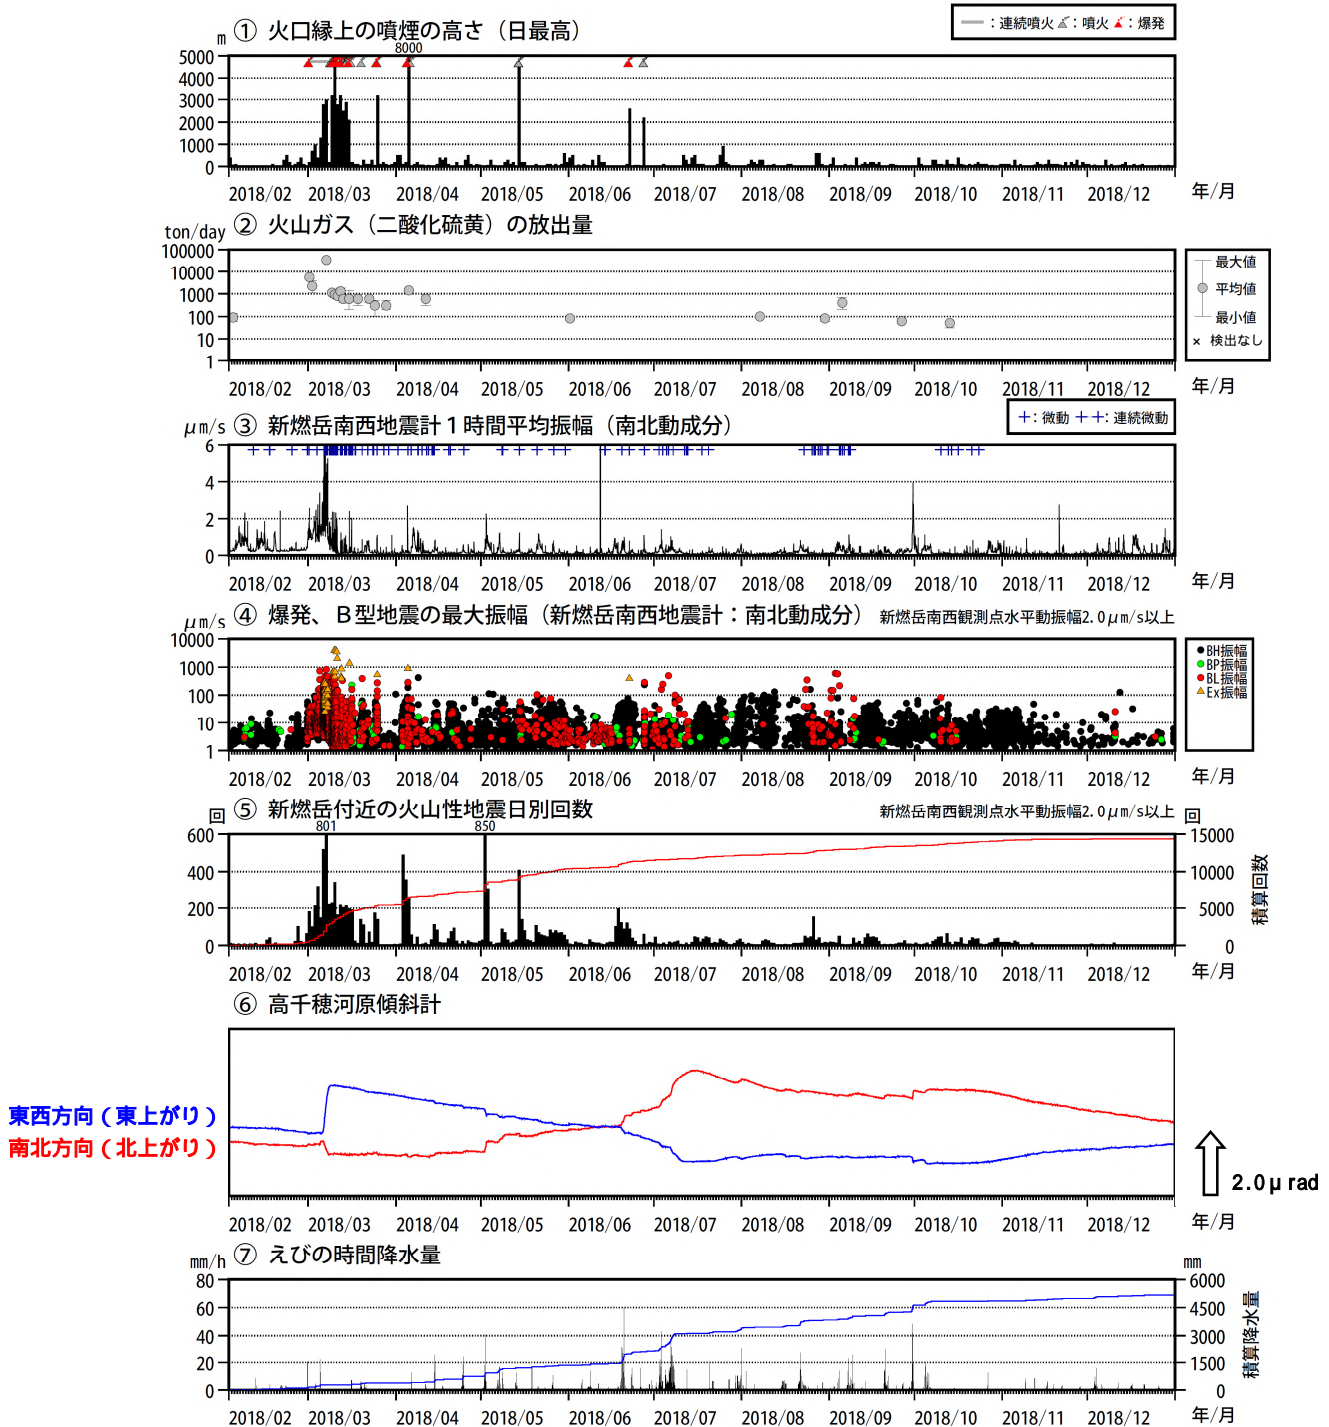 ① 火口縁上の噴煙の高さ（日最高）
：連続噴火 ：噴火 ：爆発
m
8000
5000
4000
3000
2000
1000
0
2018/02 2018/03 2018/04 2018/05 2018/06 2018/07 2018/08 2018/09 2018/10 2018/11 2018/12 年/月
② 火山ガス（二酸化硫黄）の放出量
ton/day
100000
10000
1000
100
10
1
最大値
平均値
最小値
× 検出なし
2018/02 2018/03 2018/04 2018/05 2018/06 2018/07 2018/08 2018/09 2018/10 2018/11 2018/12 年/月
③ 新燃岳南西地震計１時間平均振幅（南北動成分）
＋：微動 ＋＋：連続微動
μm/s
6
4
2
0
2018/02 2018/03 2018/04 2018/05 2018/06 2018/07 2018/08 2018/09 2018/10 2018/11 2018/12 年/月
④ 爆発、Ｂ型地震の最大振幅（新燃岳南西地震計：南北動成分） 新燃岳南西観測点水平動振幅2.0μm/s以上
μm/s
10000
1000
100
10
1
BH振幅
BP振幅
BL振幅
Ex振幅
2018/02 2018/03 2018/04 2018/05 2018/06 2018/07 2018/08 2018/09 2018/10 2018/11 2018/12 年/月
⑤ 新燃岳付近の火山性地震日別回数 新燃岳南西観測点水平動振幅2.0μm/s以上
回 回
801 850
600 15000
400 10000
200 5000
0 0
積算回数
2018/02 2018/03 2018/04 2018/05 2018/06 2018/07 2018/08 2018/09 2018/10 2018/11 2018/12 年/月
⑥ 高千穂河原傾斜計
東西方向（東上がり）
南北方向（北上がり）
2.0μrad
2018/02 2018/03 2018/04 2018/05 2018/06 2018/07 2018/08 2018/09 2018/10 2018/11 2018/12 年/月
⑦ えびの時間降水量
mm/h mm
80 6000
60 4500
40 3000
20 1500
0 0
積算降水量
2018/02 2018/03 2018/04 2018/05 2018/06 2018/07 2018/08 2018/09 2018/10 2018/11 2018/12 年/月